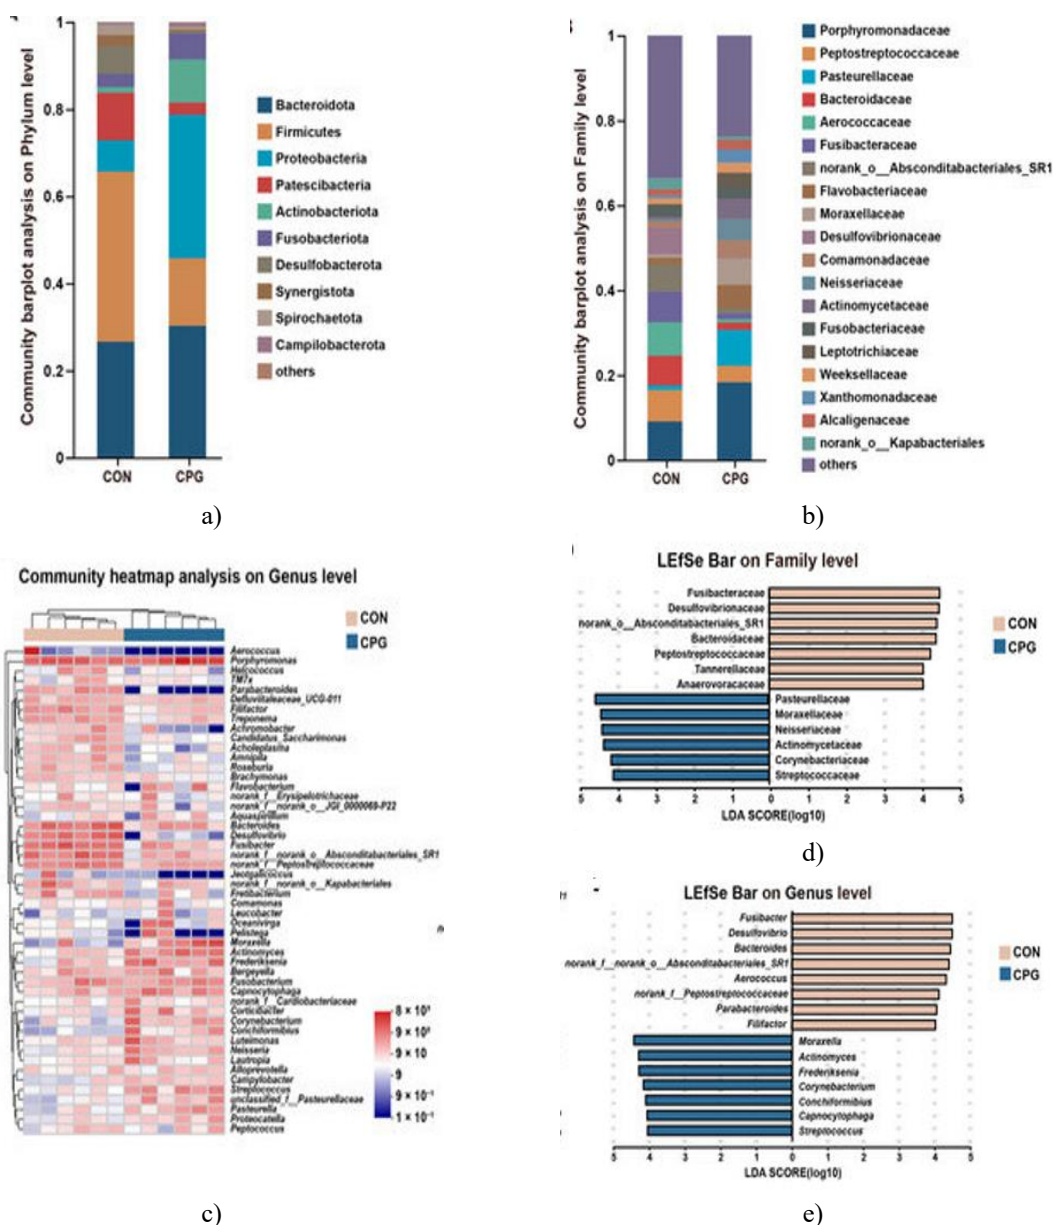 Community barplot analysis on Phylum level
1
0.8
0.6
0.4
0.2
0
CON
CPG
Bacteroidota
Firmicutes
Proteobacteria
Patescibacteria
Actinobacteriota
Fusobacteriota
Desulfobacterota
Synergistota
Spirochaetota
Campilobacterota
others
a)
Community barplot analysis on Family level
1
0.8
0.6
0.4
0.2
0
CON
CPG
Porphyromonadaceae
Peptostreptococcaceae
Pasteurellaceae
Bacteroidaceae
Aerococcaceae
Fusibacteraceae
norank_o__Absconditabacteriales_SR1
Flavobacteriaceae
Moraxellaceae
Desulfovibrionaceae
Comamonadaceae
Neisseriaceae
Actinomycetaceae
Fusobacteriaceae
Leptotrichiaceae
Weeksellaceae
Xanthomonadaceae
Alcaligenaceae
norank_o__Kapabacteriales
others
b)
Community heatmap analysis on Genus level
CON
CPG
Aerococcus
Porphyromonas
Helcococcus
TM7x
Parabacteroides
Defluviitaleaceae_UCG-011
Filifactor
Treponema
Achromobacter
Candidatus_Saccharimonas
Acholeplasma
Amnipila
Roseburia
Brachymonas
Flavobacterium
norank_f__Erysipelotrichaceae
norank_f__norank_o__JGI_0000069-P22
Aquaspirillum
Bacteroides
Desulfovibrio
Fusibacter
norank_f__norank_o__Absconditabacteriales_SR1
norank_f__Peptostreptococcaceae
Jeotgalicoccus
norank_f__norank_o__Kapabacteriales
Fretibacterium
Comamonas
Leucobacter
Oceanivirga
Pelistega
Moraxella
Actinomyces
Frederiksenia
Bergeyella
Fusobacterium
Capnocytophaga
norank_f__Cardiobacteriaceae
Corticibacter
Corynebacterium
Conchiformibius
Luteimonas
Neisseria
Lautropia
Alloprevotella
Campylobacter
Streptococcus
unclassified_f__Pasteurellaceae
Pasteurella
Proteocatella
Peptococcus
9 × 10
9
c)
LEfSe Bar on Family level
Fusibacteraceae
Desulfovibrionaceae
norank_o__Absconditabacteriales_SR1
Bacteroidaceae
Peptostreptococcaceae
Tannerellaceae
Anaerovoracaceae
Pasteurellaceae
Moraxellaceae
Neisseriaceae
Actinomycetaceae
Corynebacteriaceae
Streptococcaceae
CON
CPG
5 4 3 2 1 0 1 2 3 4 5
LDA SCORE(log10)
d)
LEfSe Bar on Genus level
Fusibacter
Desulfovibrio
Bacteroides
norank_f__norank_o__Absconditabacteriales_SR1
Aerococcus
norank_f__Peptostreptococcaceae
Parabacteroides
Filifactor
Moraxella
Actinomyces
Frederiksenia
Corynebacterium
Conchiformibius
Capnocytophaga
Streptococcus
CON
CPG
5 4 3 2 1 0 1 2 3 4 5
LDA SCORE(log10)
e)